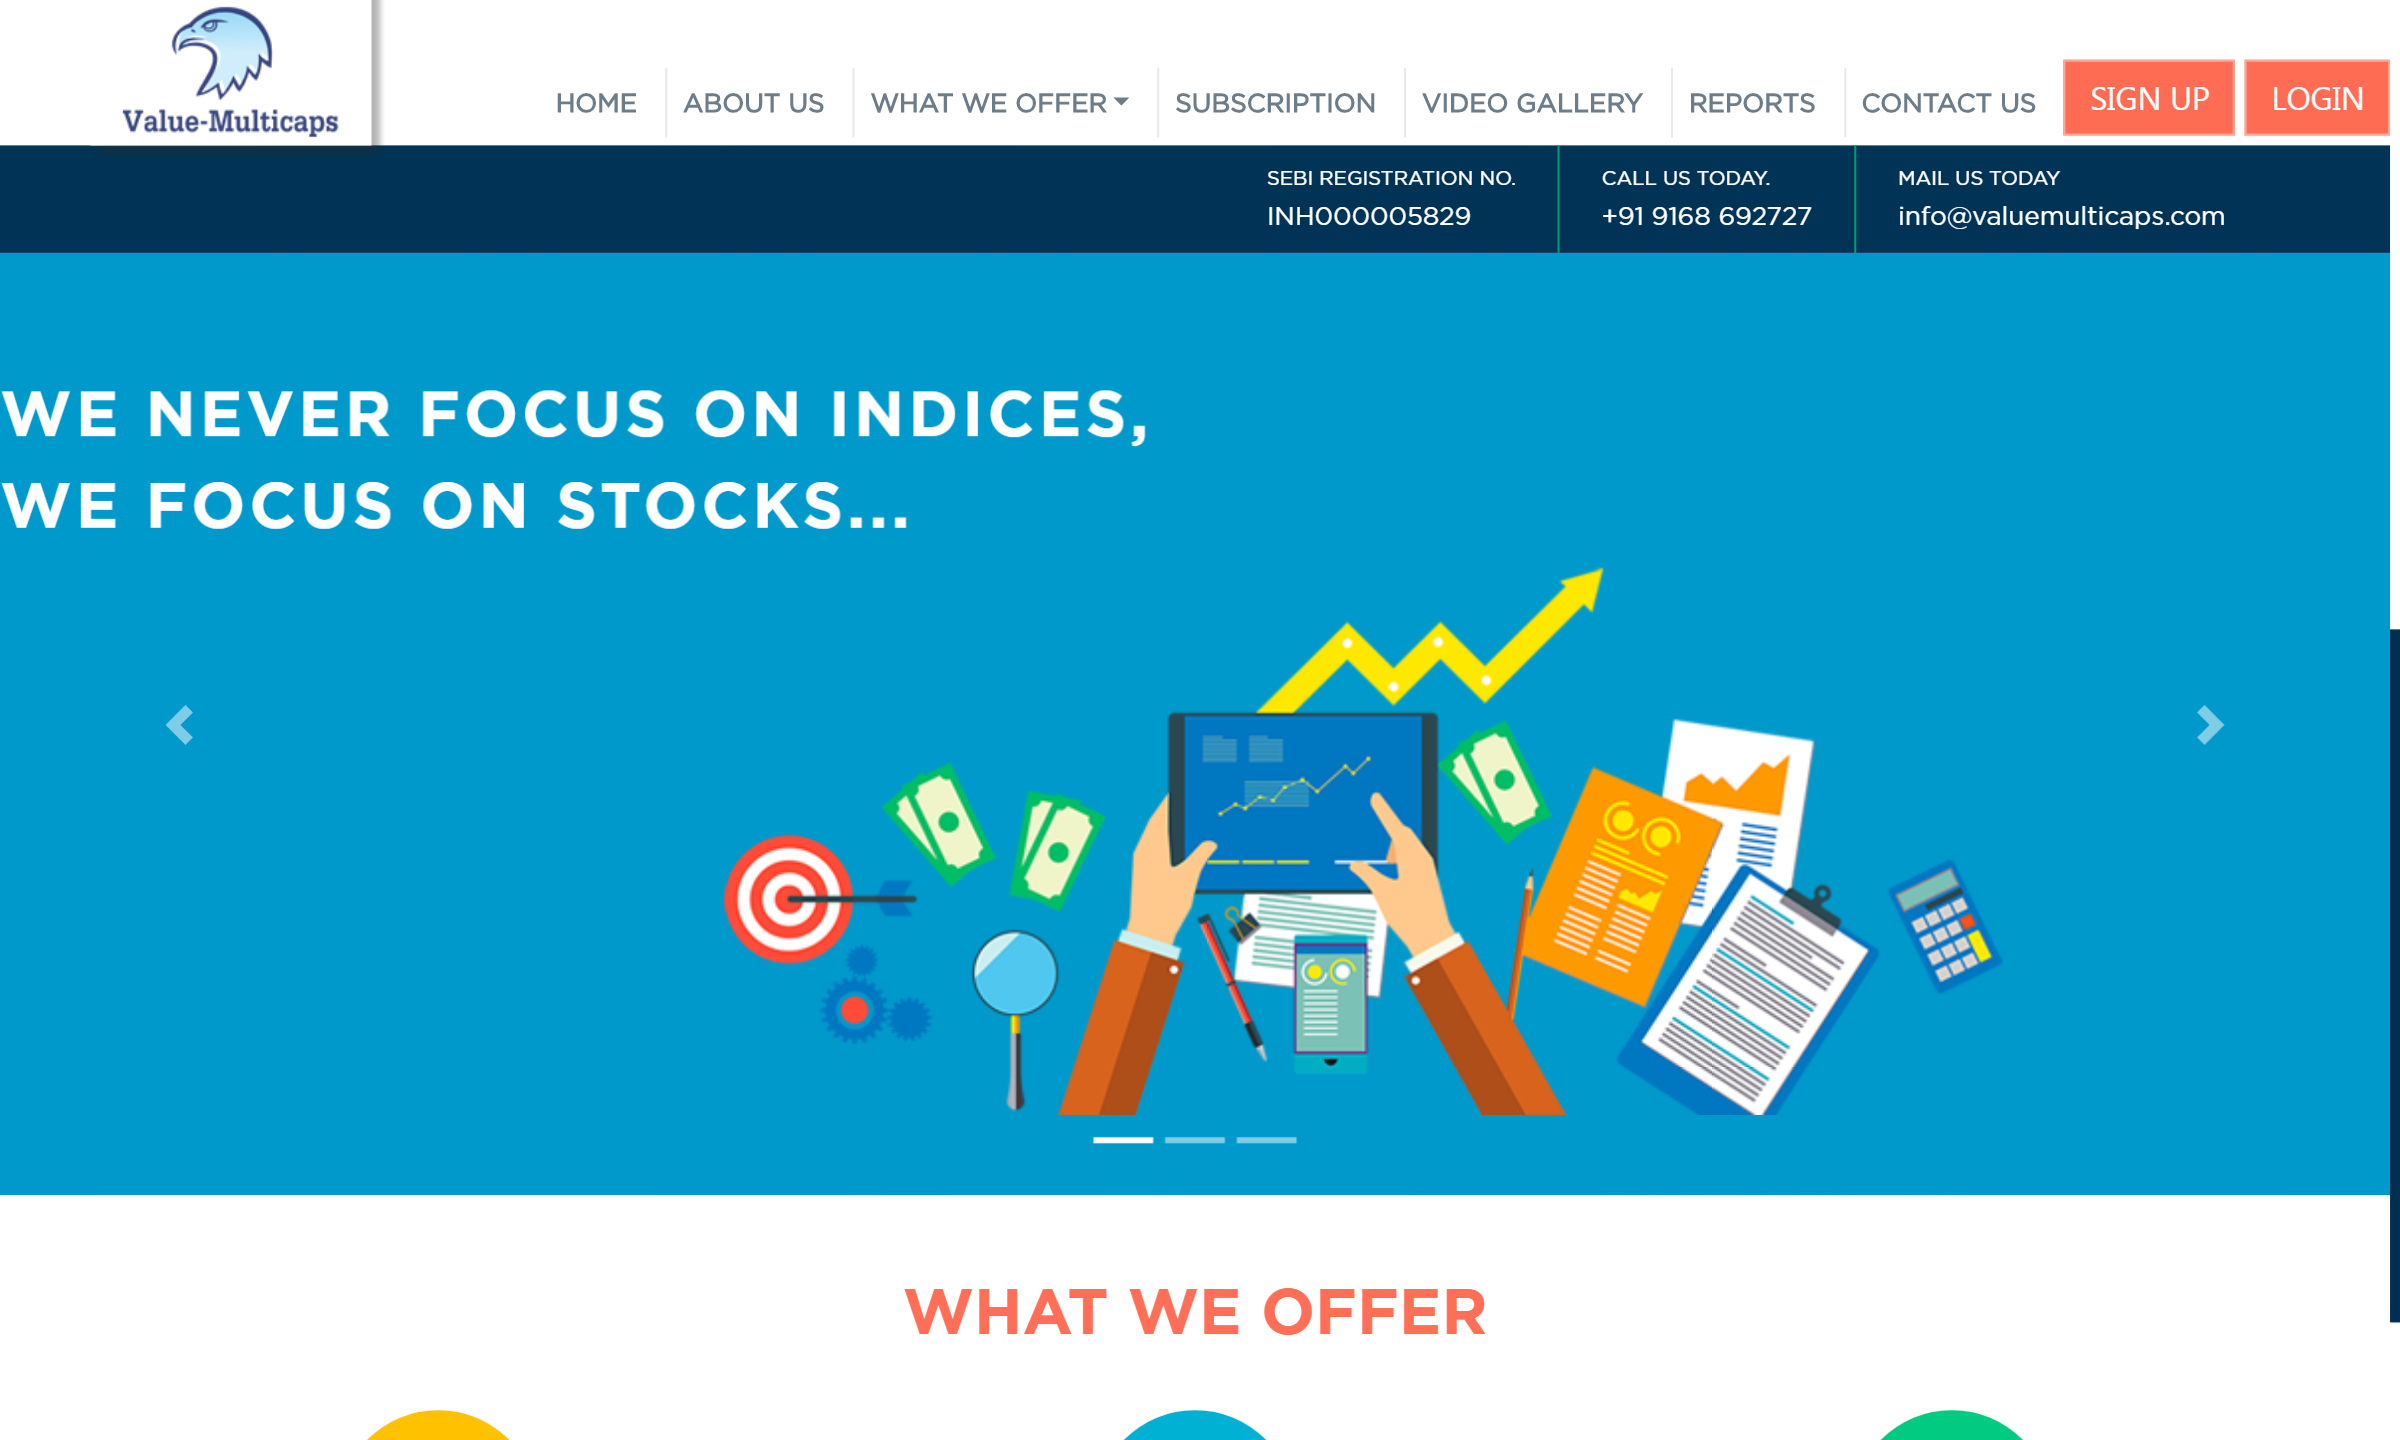 Value-Multicaps
HOME
ABOUT US
WHAT WE OFFER
SUBSCRIPTION
VIDEO GALLERY
REPORTS
CONTACT US
SIGN UP
LOGIN
SEBI REGISTRATION NO.
INH000005829
CALL US TODAY.
+91 9168 692727
MAIL US TODAY
info@valuemulticaps.com
WE NEVER FOCUS ON INDICES,
WE FOCUS ON STOCKS...
WHAT WE OFFER